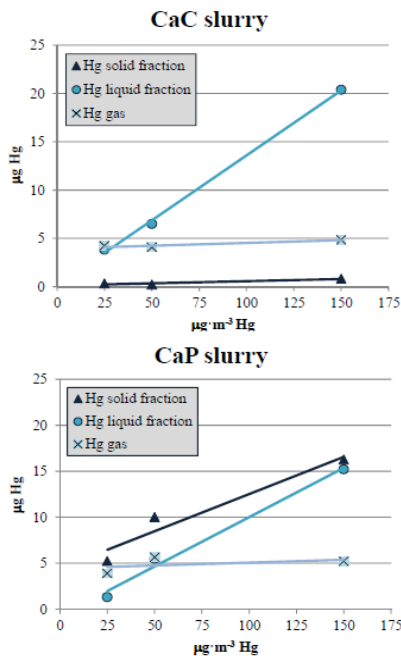 CaC slurry
25
20
15
10
5
0
µg Hg
Hg solid fraction
Hg liquid fraction
Hg gas
0 25 50 75 100 125 150 175
µg·m-3 Hg
CaP slurry
25
20
15
10
5
0
µg Hg
Hg solid fraction
Hg liquid fraction
Hg gas
0 25 50 75 100 125 150 175
µg·m-3 Hg